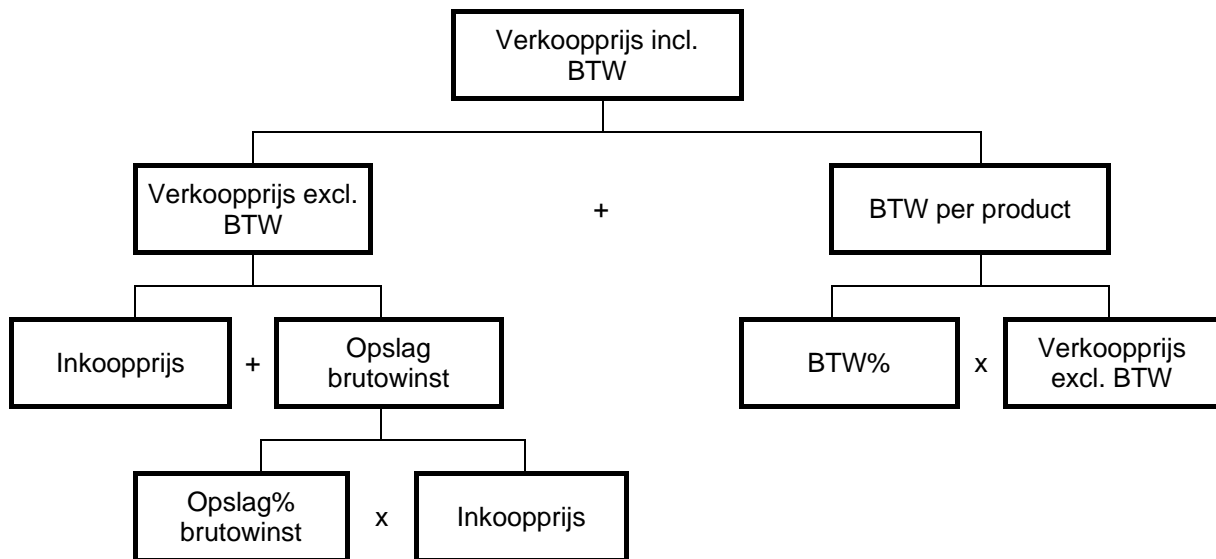 Verkoopprijs incl.
BTW
Verkoopprijs excl.
BTW
+
BTW per product
Inkoopprijs
+
Opslag
brutowinst
BTW%
x
Verkoopprijs
excl. BTW
Opslag%
brutowinst
x
Inkoopprijs